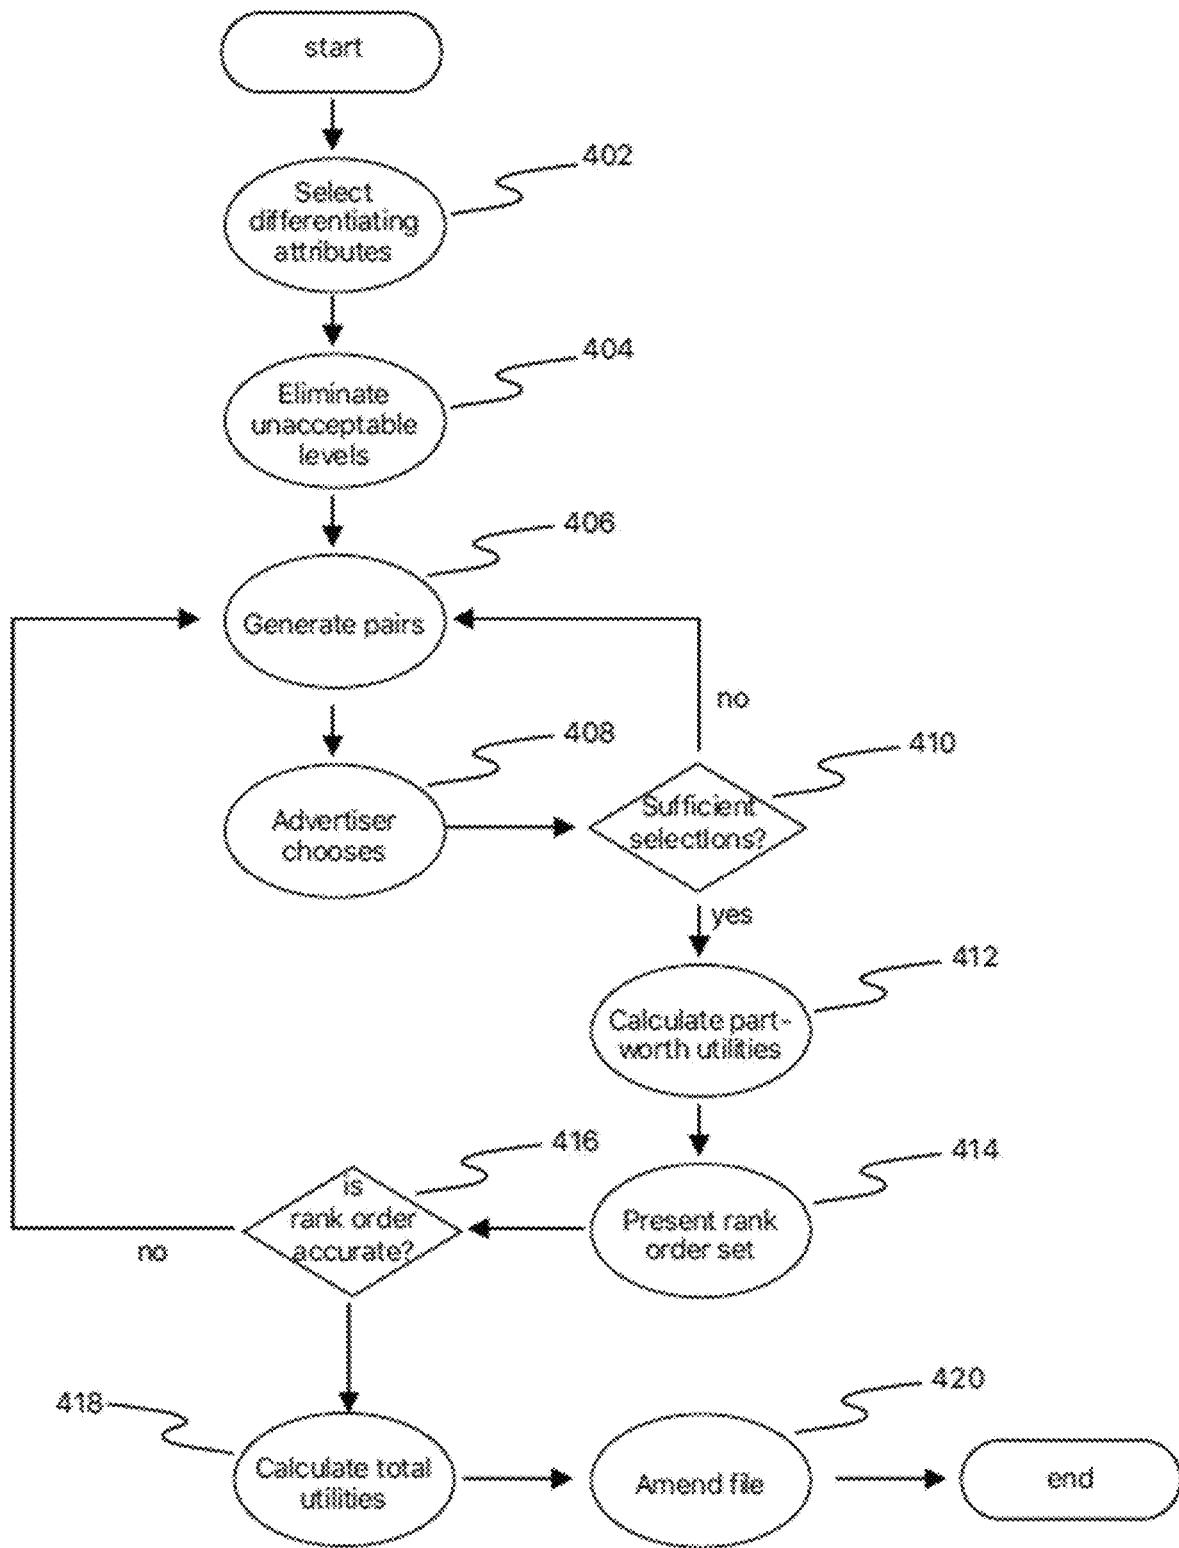 start
402
Select
differentiating
attributes
404
Eliminate
unacceptable
levels
406
Generate pairs
no
408
410
Advertiser
chooses
Sufficient
selections?
yes
412
Calculate part-
worth utilities
416
414
is
rank order
accurate?
no
Present rank
order set
418
420
Calculate total
utilities
Amend file
end